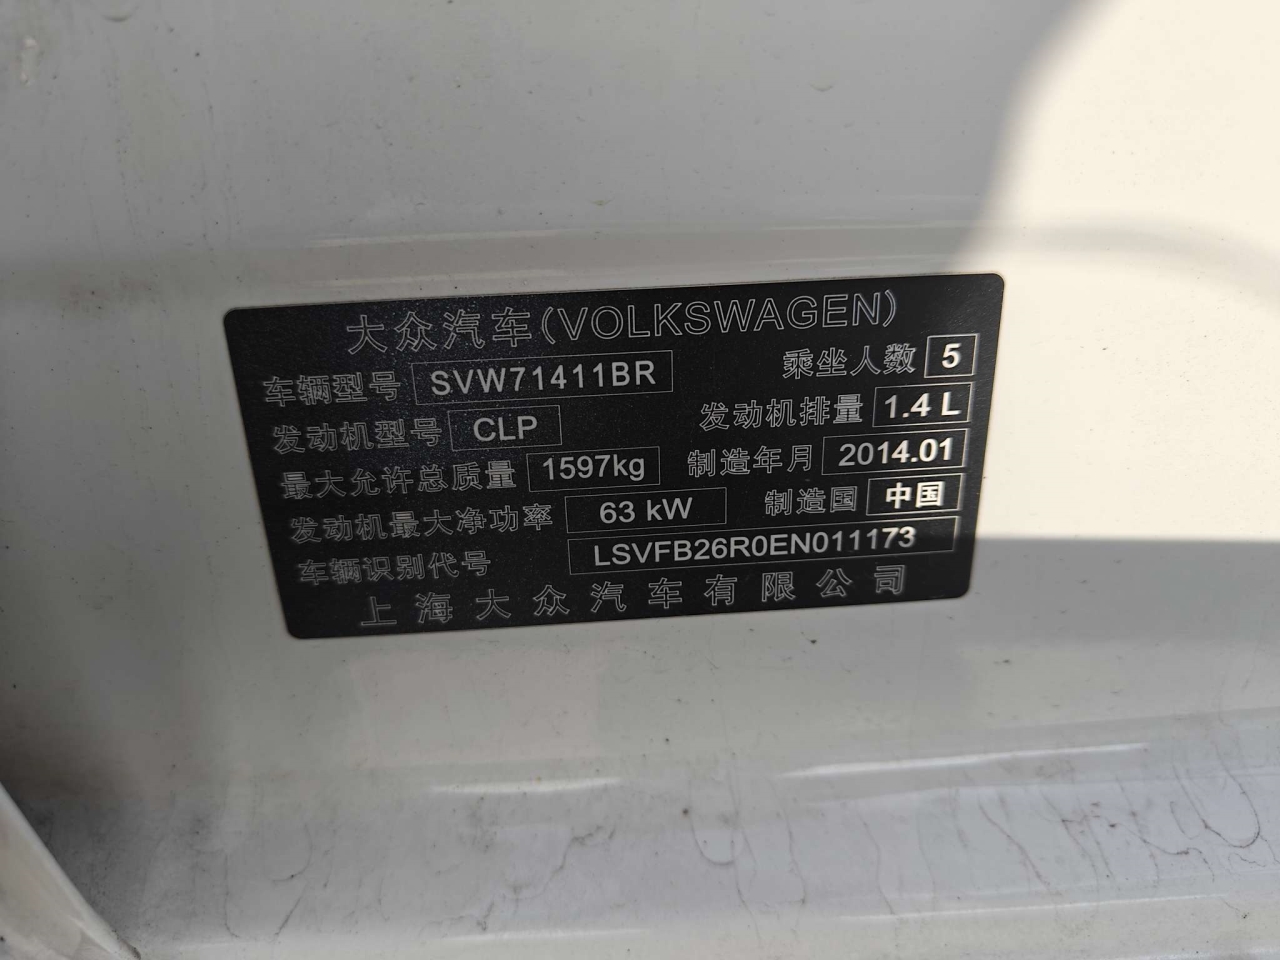 大众汽车(VOLKSWAGEN)
车辆型号 SVW71411BR 乘坐人数 5
发动机型号 CLP 发动机排量 1.4 L
最大允许总质量 1597kg 制造年月 2014.01
发动机最大净功率 63 kW 制造国 中国
车辆识别代号 LSVFB26R0EN011173
上海大众汽车有限公司